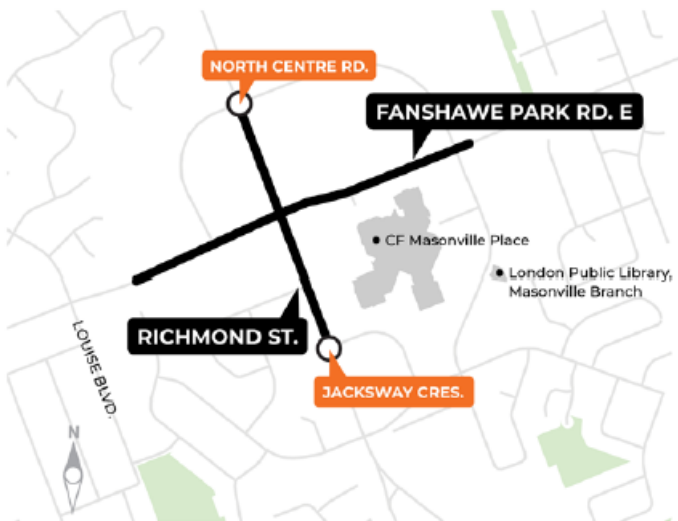 NORTH CENTRE RD.
FANSHAWE PARK RD. E
CF Masonville Place
London Public Library,
Masonville Branch
RICHMOND ST.
LOUISE BLVD.
JACKSWAY CRES.
N